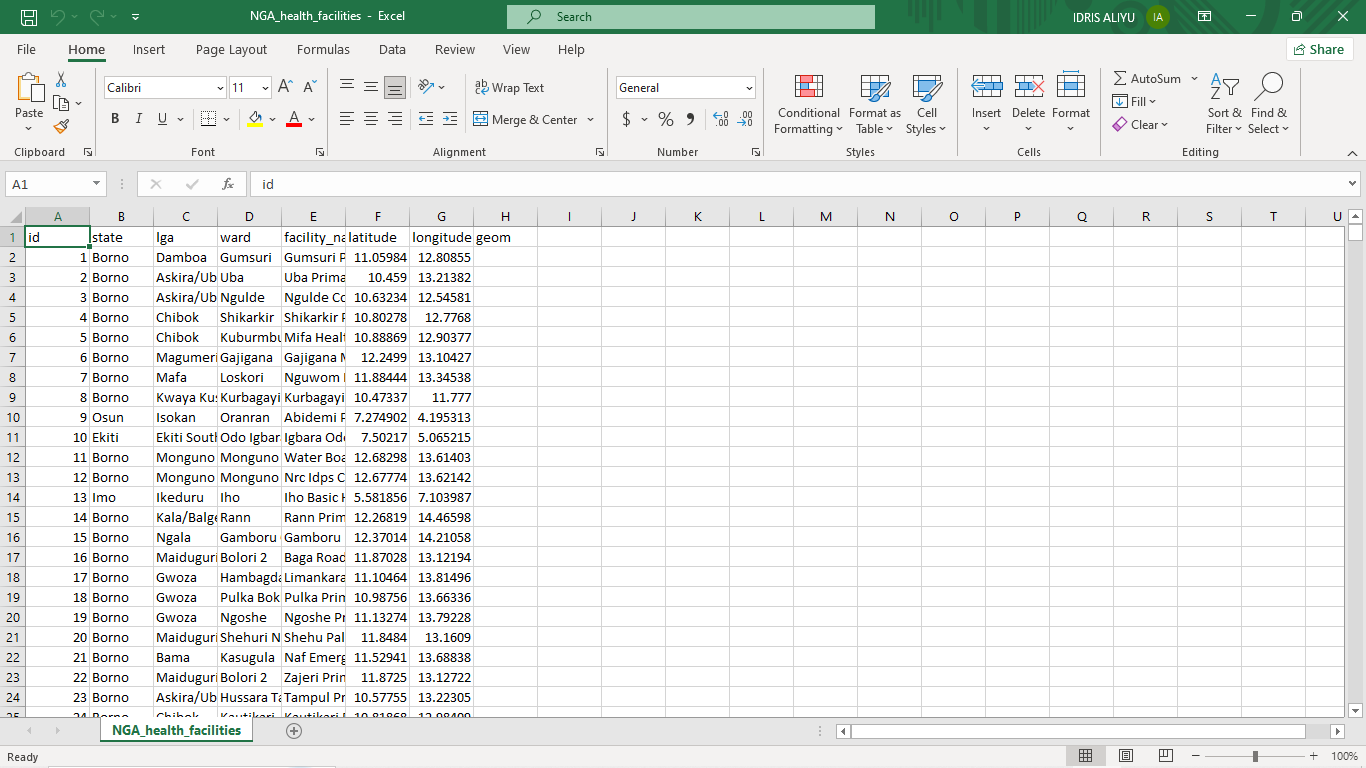 NGA_health_facilities - Excel
Search
IDRIS ALIYU IA
File Home Insert Page Layout Formulas Data Review View Help Share
Paste
Clipboard
Calibri 11
B I U A
Font
Wrap Text
Merge & Center
Alignment
General
$ % ,
Number
Conditional Formatting
Format as Table
Cell Styles
Styles
Insert Delete Format
Cells
AutoSum
Fill
Clear
Sort & Filter
Find & Select
Editing
A1 fx id
A B C D E F G H I J K L M N O P Q R S T U
1 id state lga ward facility_na latitude longitude geom
2 1 Borno Damboa Gumsuri Gumsuri P 11.05984 12.80855
3 2 Borno Askira/Ub Uba Uba Prima 10.459 13.21382
4 3 Borno Askira/Ub Ngulde Ngulde Co 10.63234 12.54581
5 4 Borno Chibok Shikarkir Shikarkir P 10.80278 12.7768
6 5 Borno Chibok Kuburmbu Mifa Healt 10.88869 12.90377
7 6 Borno Magumeri Gajigana Gajigana M 12.2499 13.10427
8 7 Borno Mafa Loskori Nguwom 11.88444 13.34538
9 8 Borno Kwaya Kus Kurbagayi Kurbagayi 10.47337 11.777
10 9 Osun Isokan Oranran Abidemi P 7.274902 4.195313
11 10 Ekiti Ekiti South Odo Igbara Igbara Odo 7.50217 5.065215
12 11 Borno Monguno Monguno Water Boa 12.68298 13.61403
13 12 Borno Monguno Monguno Nrc Idps C 12.67774 13.62142
14 13 Imo Ikeduru Iho Iho Basic H 5.581856 7.103987
15 14 Borno Kala/Balge Rann Rann Prim 12.26819 14.46598
16 15 Borno Ngala Gamboru Gamboru 12.37014 14.21058
17 16 Borno Maiduguri Bolori 2 Baga Road 11.87028 13.12194
18 17 Borno Gwoza Hambagda Limankara 11.10464 13.81496
19 18 Borno Gwoza Pulka Bok Pulka Prim 10.98756 13.66336
20 19 Borno Gwoza Ngoshe Ngoshe Pr 11.13274 13.79228
21 20 Borno Maiduguri Shehuri N Shehu Pal 11.8484 13.1609
22 21 Borno Bama Kasugula Naf Emerg 11.52941 13.68838
23 22 Borno Maiduguri Bolori 2 Zajeri Prin 11.8725 13.12722
24 23 Borno Askira/Ub Hussara Ta Tampul Pr 10.57755 13.22305
25 24 Borno Chibok Kautikari Kautikari 10.81868 12.98409
NGA_health_facilities
Ready 100%